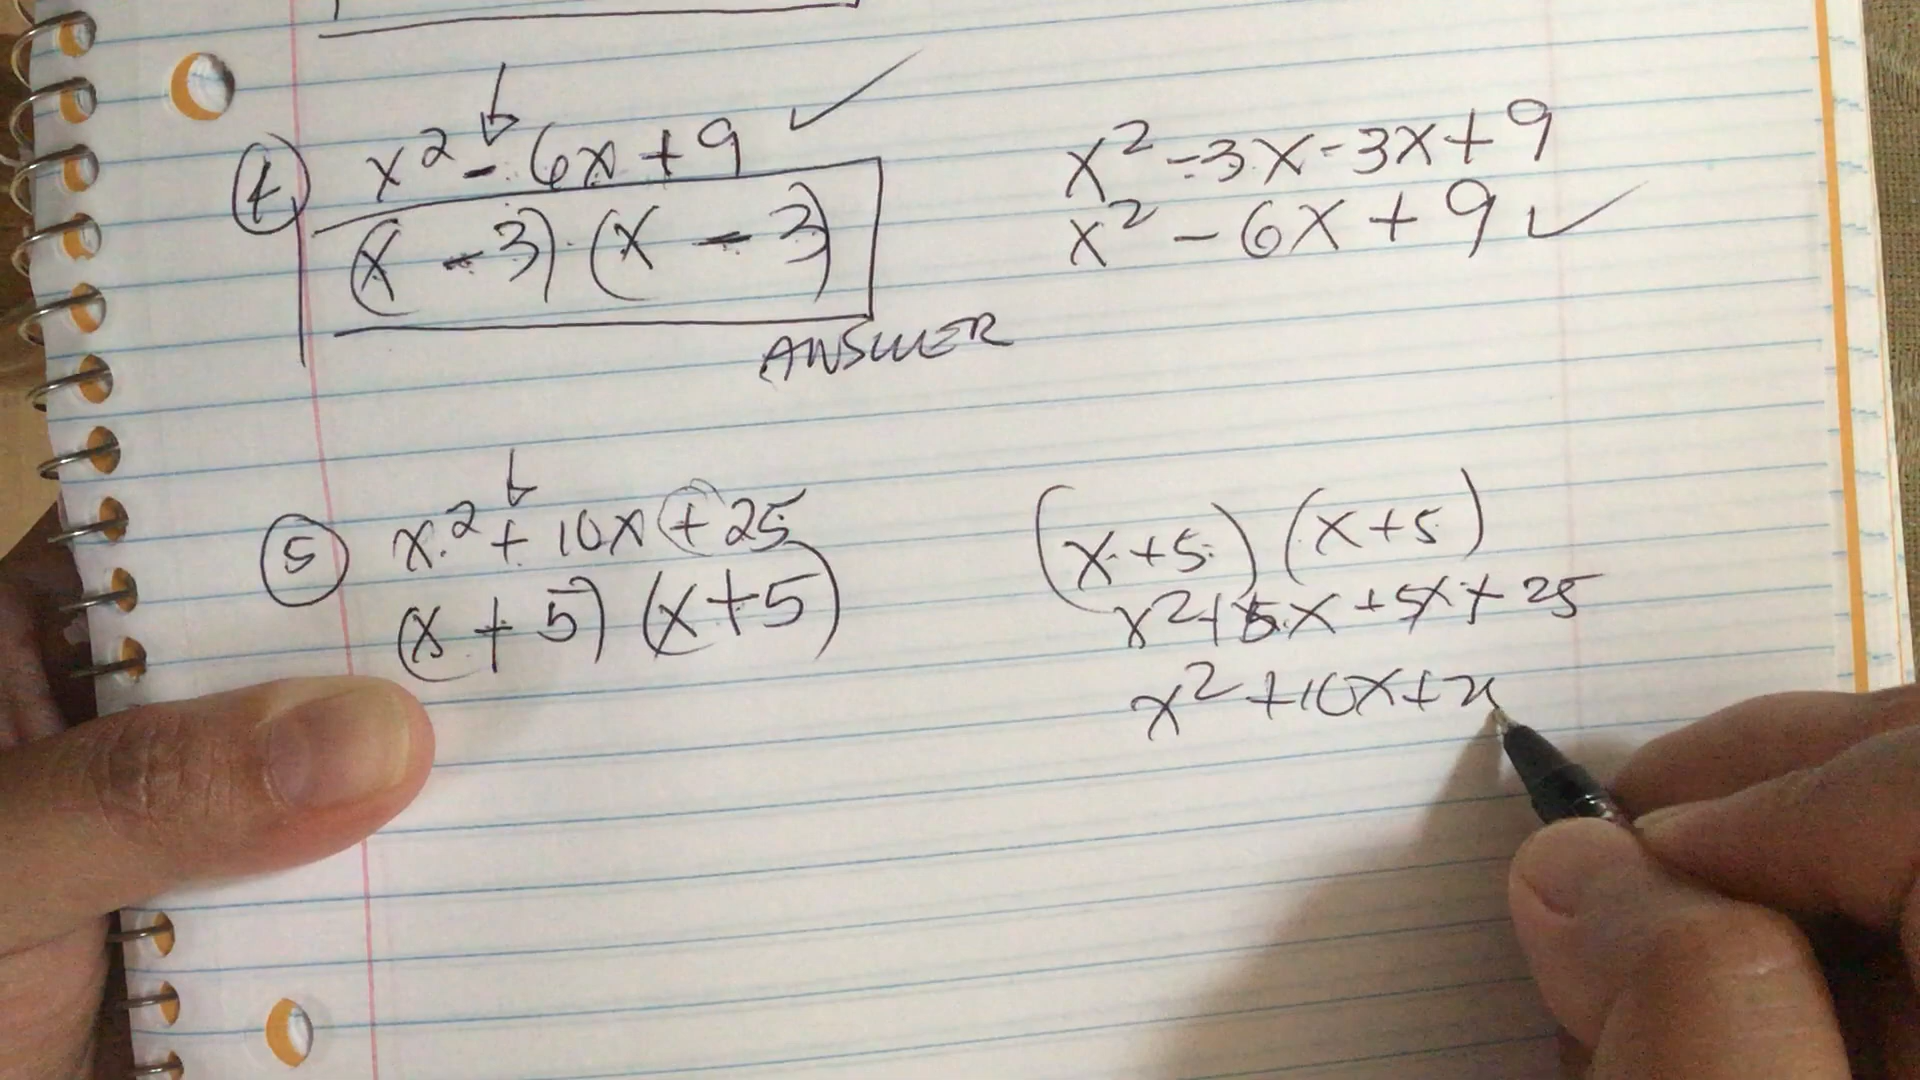 ④ x² - 6x + 9 ✓
(x - 3) (x - 3)
ANSWER
x² - 3x - 3x + 9
x² - 6x + 9 ✓
⑤ x² + 10x + 25
(x + 5) (x + 5)
(x + 5) (x + 5)
x² + 5x + 5x + 25
x² + 10x + 2